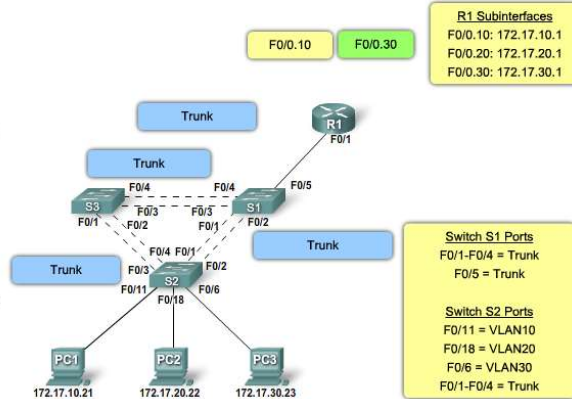 R1 Subinterfaces
F0/0.10: 172.17.10.1
F0/0.20: 172.17.20.1
F0/0.30: 172.17.30.1
F0/0.10
F0/0.30
Trunk
R1
F0/1
Trunk
F0/5
F0/4
F0/4
S3
S1
F0/3
F0/3
F0/1
F0/2
F0/1
F0/2
Trunk
F0/4
F0/1
Trunk
F0/3
F0/2
S2
F0/11
F0/18
F0/6
Switch S1 Ports
F0/1-F0/4 = Trunk
F0/5 = Trunk
Switch S2 Ports
F0/11 = VLAN10
F0/18 = VLAN20
F0/6 = VLAN30
F0/1-F0/4 = Trunk
PC1
PC2
PC3
172.17.10.21
172.17.20.22
172.17.30.23